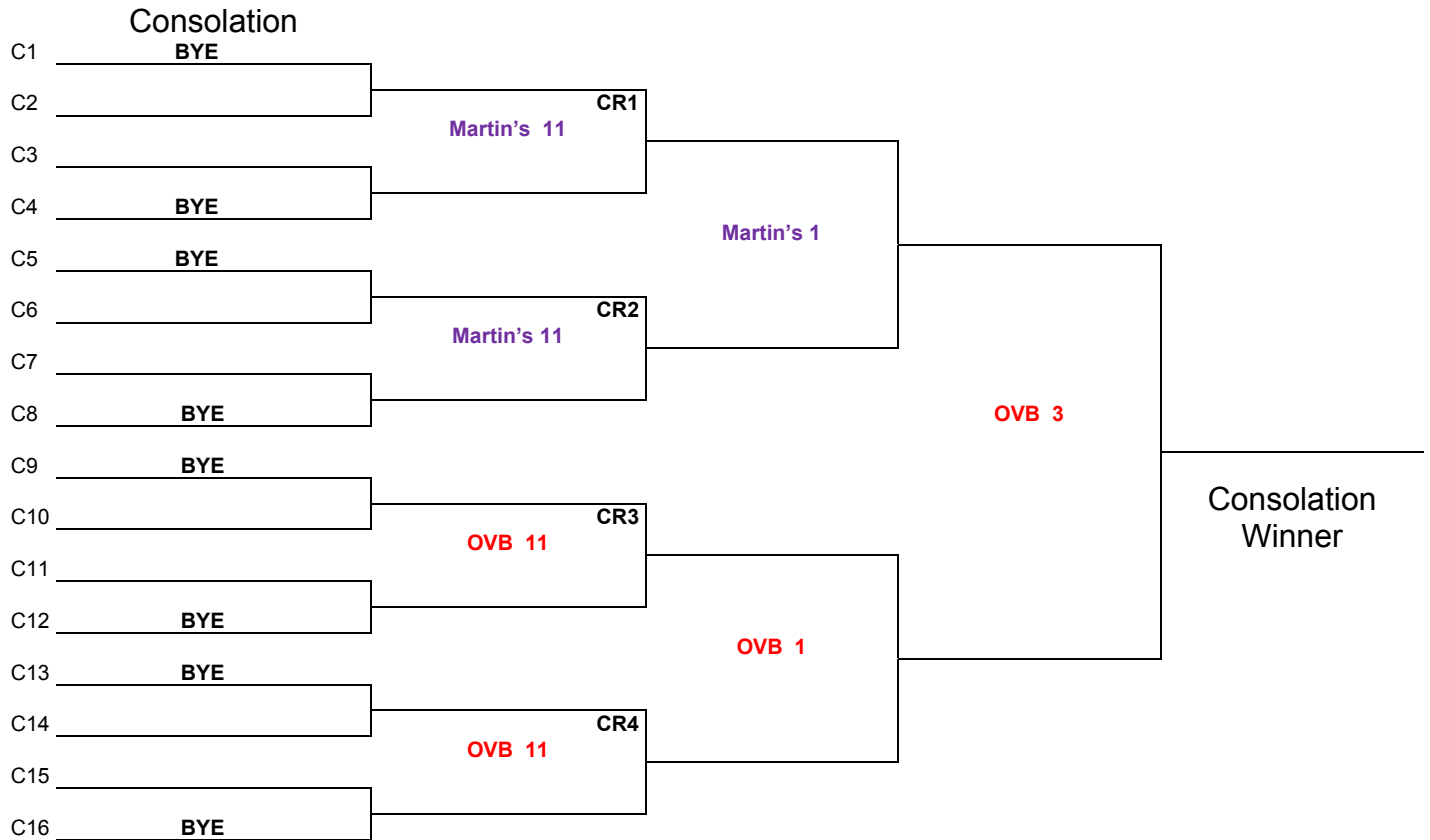 Consolation
C1 BYE
C2 CR1
Martin’s 11
C3
C4 BYE
Martin’s 1
C5 BYE
C6 CR2
Martin’s 11
C7
C8 BYE
OVB 3
C9 BYE
C10 CR3
OVB 11
C11
C12 BYE
OVB 1
C13 BYE
C14 CR4
OVB 11
C15
C16 BYE
Consolation
Winner